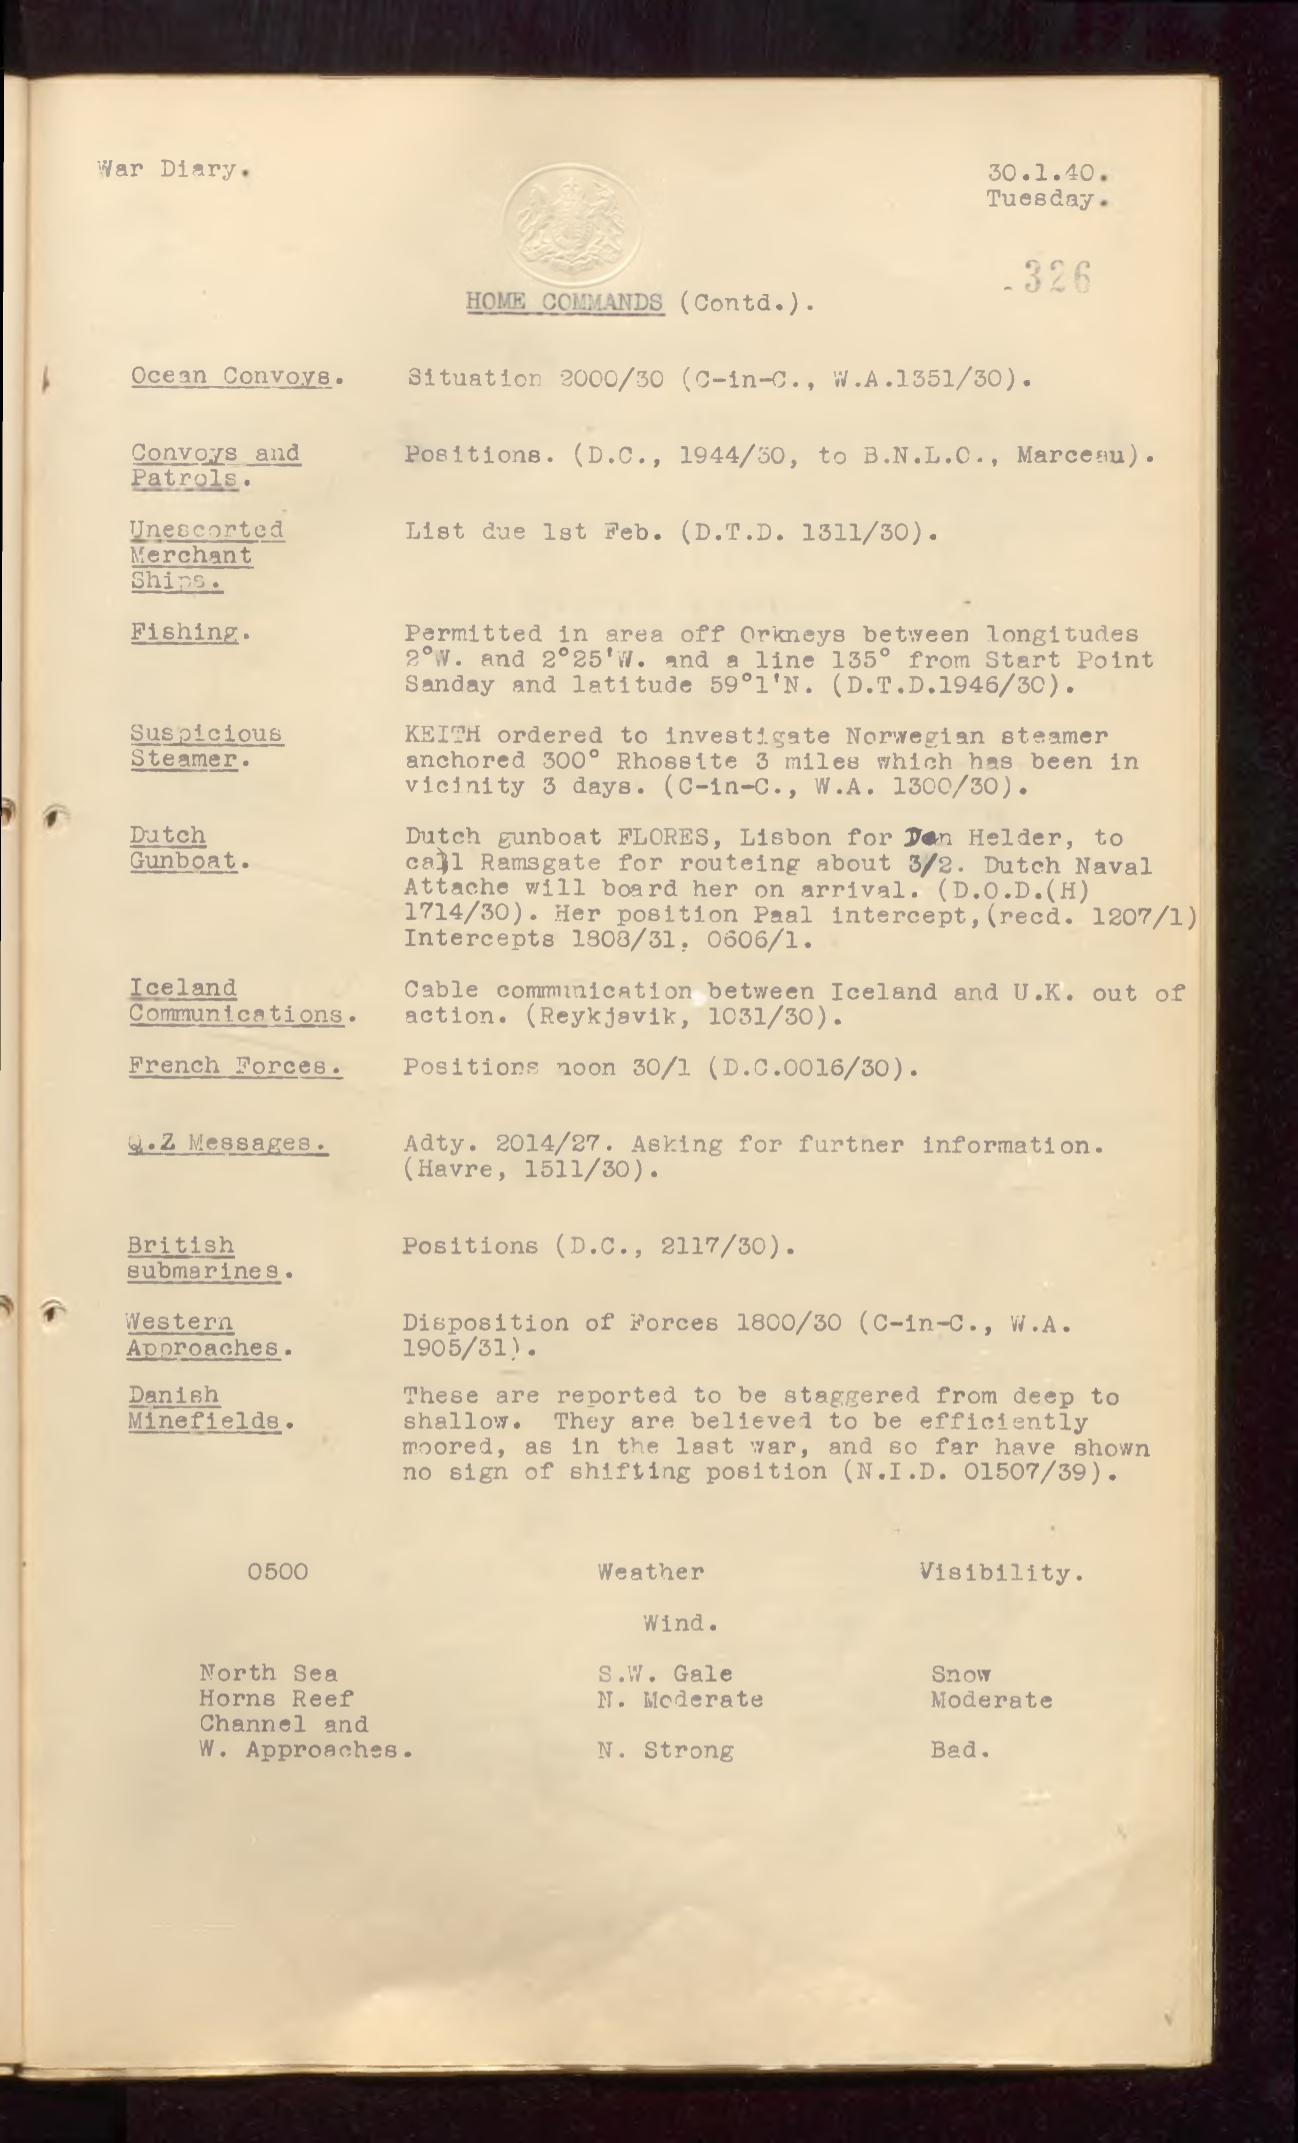 War Diary.
30.1.40.
Tuesday.
326
HOME COMMANDS (Contd.).
Ocean Convoys. Situation 2000/30 (C-in-C., W.A.1351/30).
Convoys and Positions. (D.C., 1944/30, to B.N.L.O., Marceau).
Patrols.
Unescorted List due 1st Feb. (D.T.D. 1311/30).
Merchant
Ships.
Fishing. Permitted in area off Orkneys between longitudes
2°W. and 2°25'W. and a line 135° from Start Point
Sanday and latitude 59°1'N. (D.T.D.1946/30).
Suspicious KEITH ordered to investigate Norwegian steamer
Steamer. anchored 300° Rhossite 3 miles which has been in
vicinity 3 days. (C-in-C., W.A. 1300/30).
Dutch Dutch gunboat FLORES, Lisbon for Den Helder, to
Gunboat. call Ramsgate for routeing about 3/2. Dutch Naval
Attache will board her on arrival. (D.O.D.(H)
1714/30). Her position Paal intercept,(recd. 1207/1)
Intercepts 1808/31, 0606/1.
Iceland Cable communication between Iceland and U.K. out of
Communications. action. (Reykjavik, 1031/30).
French Forces. Positions noon 30/1 (D.C.0016/30).
Q.Z Messages. Adty. 2014/27. Asking for further information.
(Havre, 1511/30).
British Positions (D.C., 2117/30).
submarines.
Western Disposition of Forces 1800/30 (C-in-C., W.A.
Approaches. 1905/31).
Danish These are reported to be staggered from deep to
Minefields. shallow. They are believed to be efficiently
moored, as in the last war, and so far have shown
no sign of shifting position (N.I.D. 01507/39).
0500 Weather Visibility.
Wind.
North Sea S.W. Gale Snow
Horns Reef N. Moderate Moderate
Channel and
W. Approaches. N. Strong Bad.